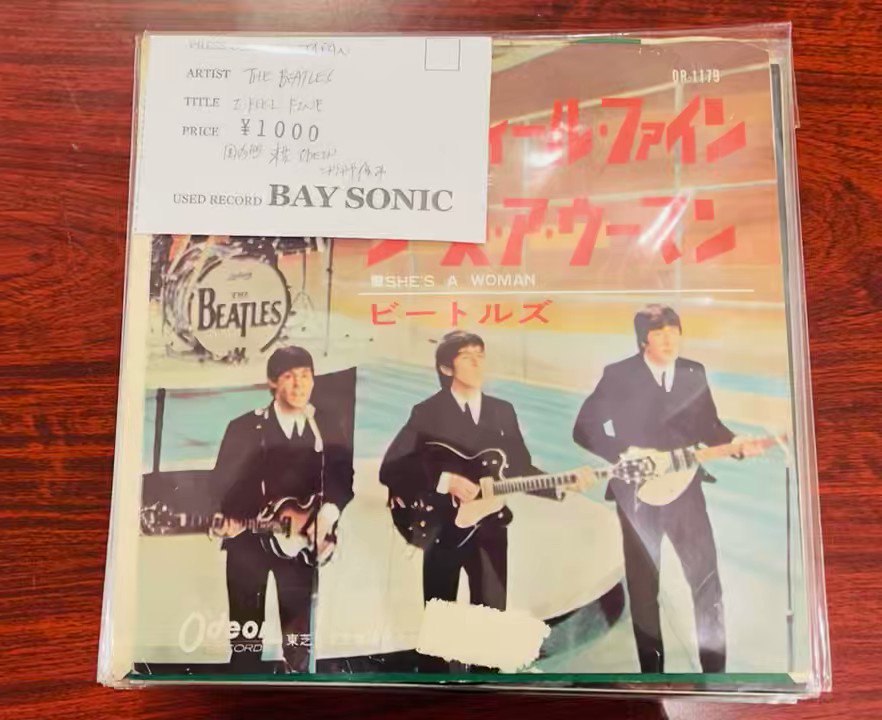 ARTIST THE BEATLES
TITLE I FEEL FINE
PRICE ¥1000
USED RECORD BAY SONIC
OR-1179
ィール・ファイン
ズ・ア・ウーマン
SHE'S A WOMAN
ビートルズ
THE
BEATLES
Odeon
RECORD
東芝